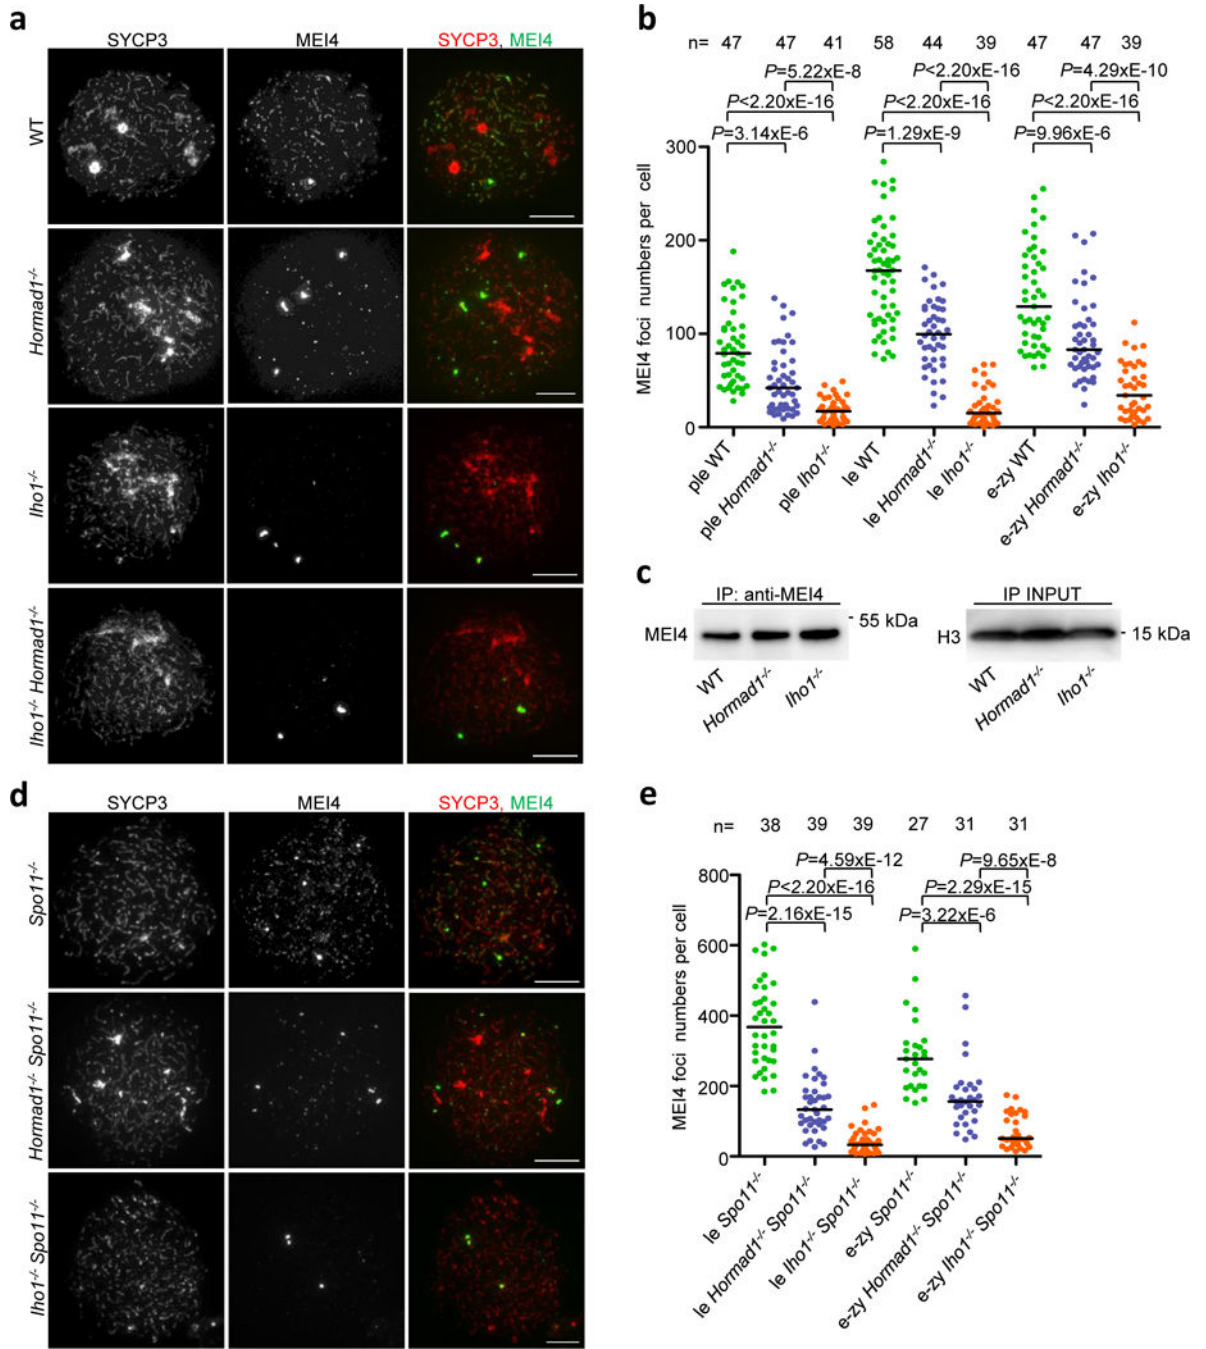 a
SYCP3 MEI4 SYCP3, MEI4
WT
Hormad1-/-
Iho1-/-
Iho1-/- Hormad1-/-
b
n= 47 47 41 58 44 39 47 47 39
P=5.22xE-8 P<2.20xE-16 P=4.29xE-10
P<2.20xE-16 P<2.20xE-16 P<2.20xE-16
P=3.14xE-6 P=1.29xE-9 P=9.96xE-6
MEI4 foci numbers per cell
300
200
100
0
ple WT
ple Hormad1-/-
ple Iho1-/-
le WT
le Hormad1-/-
le Iho1-/-
e-zy WT
e-zy Hormad1-/-
e-zy Iho1-/-
c
IP: anti-MEI4 IP INPUT
MEI4 - 55 kDa H3 - 15 kDa
WT Hormad1-/- Iho1-/- WT Hormad1-/- Iho1-/-
d
SYCP3 MEI4 SYCP3, MEI4
Spo11-/-
Hormad1-/- Spo11-/-
Iho1-/- Spo11-/-
e
n= 38 39 39 27 31 31
P=4.59xE-12 P=9.65xE-8
P<2.20xE-16 P=2.29xE-15
P=2.16xE-15 P=3.22xE-6
MEI4 foci numbers per cell
800
600
400
200
0
le Spo11-/-
le Hormad1-/- Spo11-/-
le Iho1-/- Spo11-/-
e-zy Spo11-/-
e-zy Hormad1-/- Spo11-/-
e-zy Iho1-/- Spo11-/-